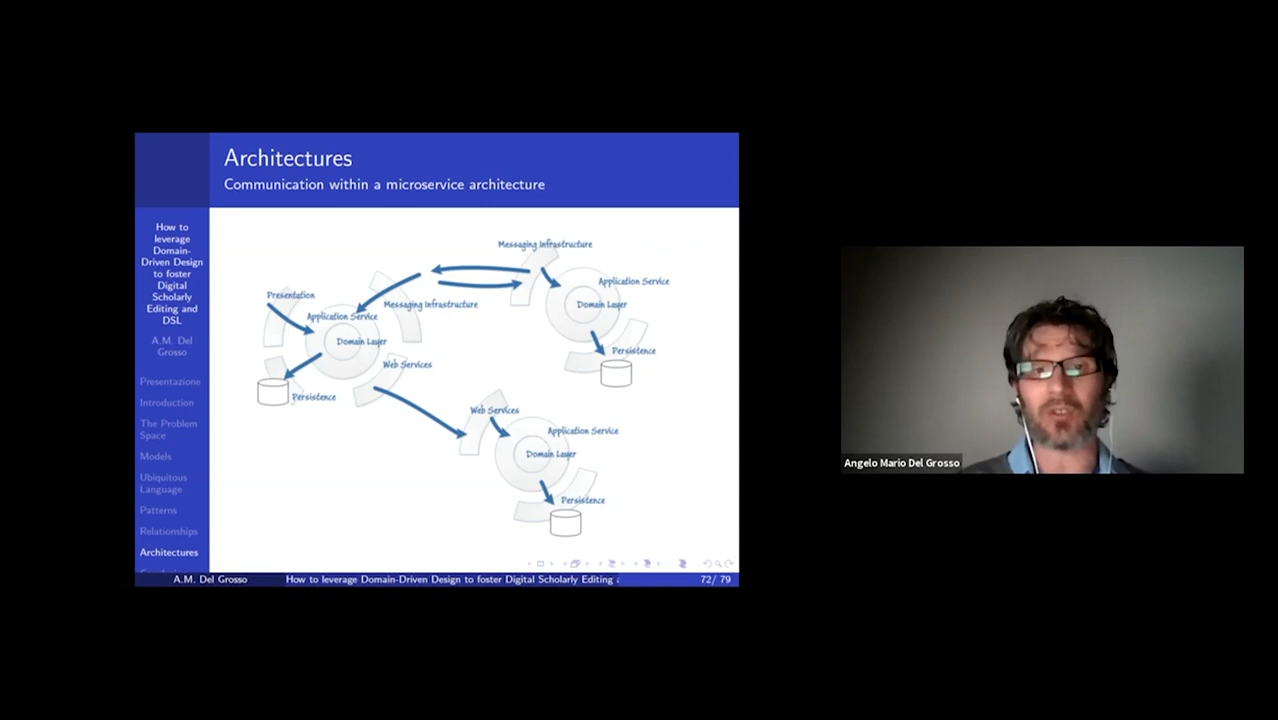 Architectures
Communication within a microservice architecture
How to
leverage
Domain-
Driven Design
to foster
Digital
Scholarly
Editing and
DSL
A.M. Del
Grosso
Presentazione
Introduction
The Problem
Space
Models
Ubiquitous
Language
Patterns
Relationships
Architectures
Messaging Infrastructure
Application Service
Domain Layer
Persistence
Presentation
Messaging Infrastructure
Application Service
Domain Layer
Web Services
Persistence
Web Services
Application Service
Domain Layer
Persistence
A.M. Del Grosso
How to leverage Domain-Driven Design to foster Digital Scholarly Editing
72/ 79
Angelo Mario Del Grosso